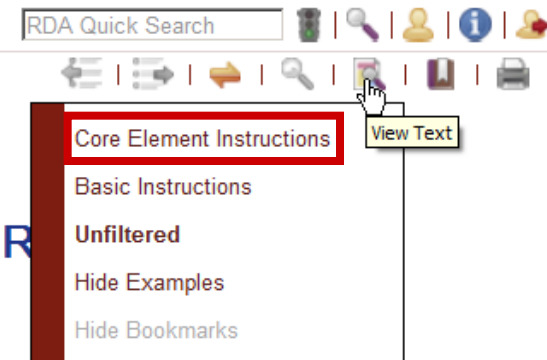 RDA Quick Search
Core Element Instructions
View Text
Basic Instructions
R
Unfiltered
Hide Examples
Hide Bookmarks